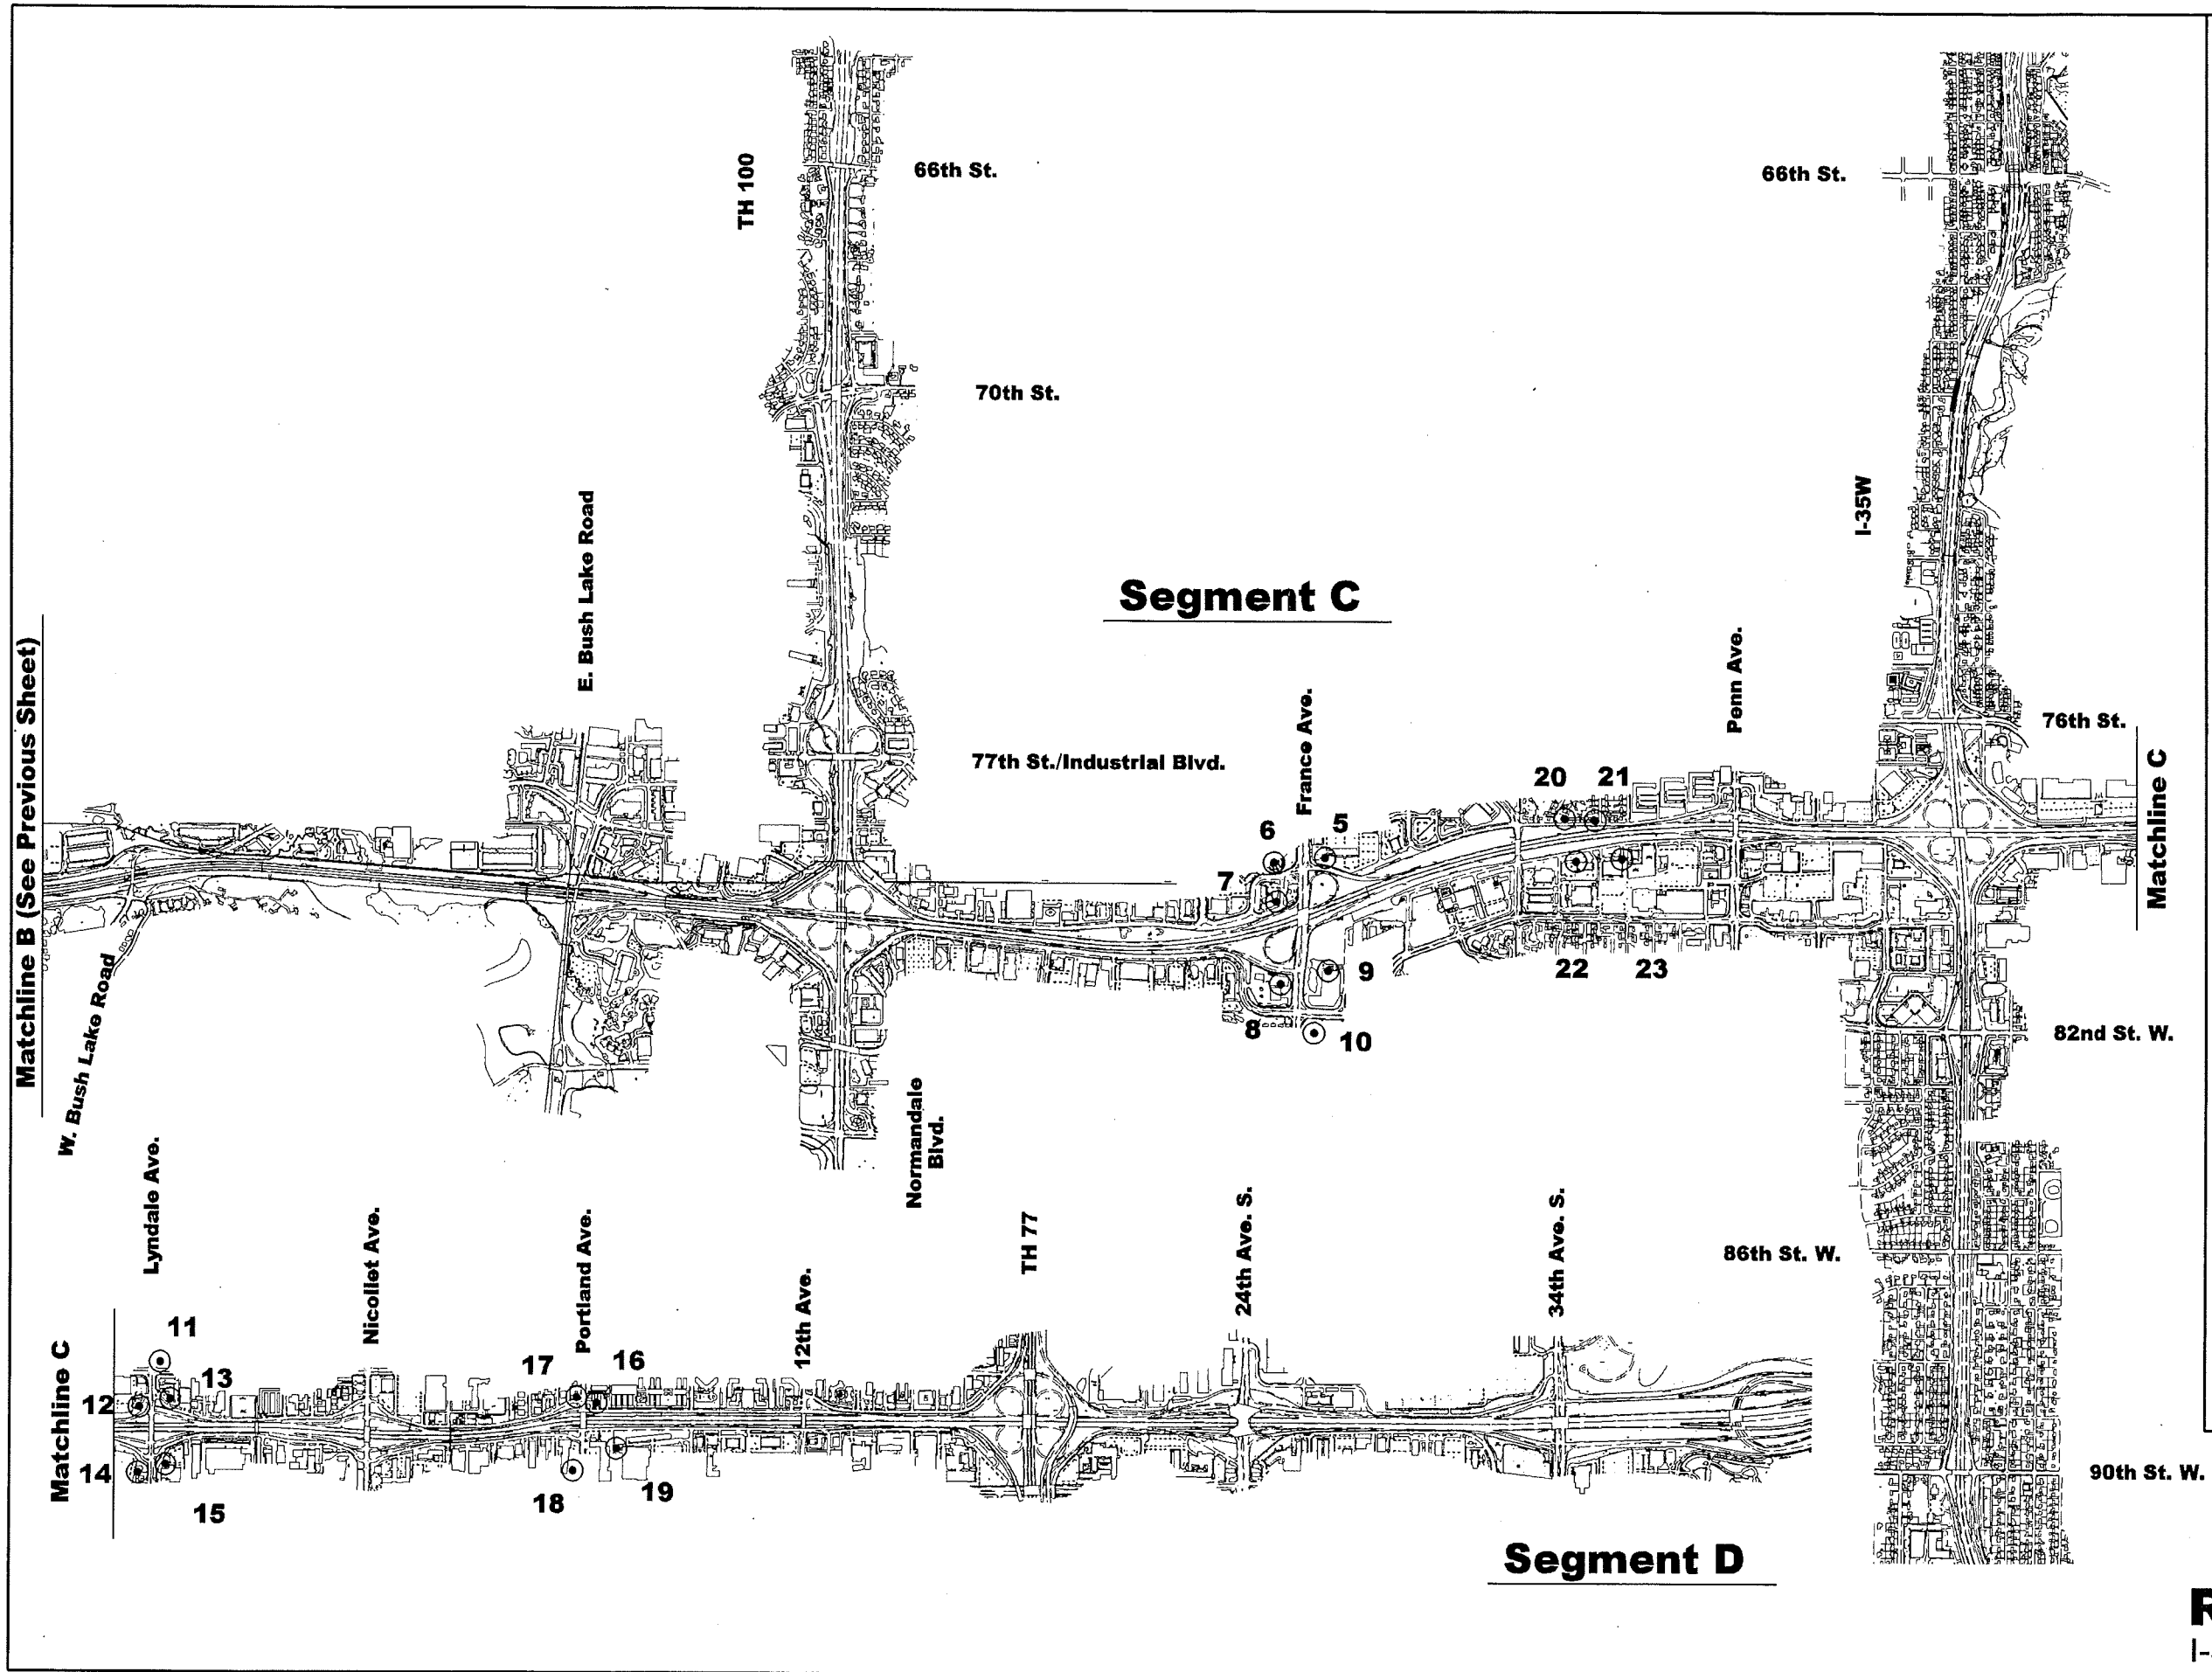 TH 100
66th St.
66th St.
70th St.
E. Bush Lake Road
I-35W
Segment C
Matchline B (See Previous Sheet)
Penn Ave.
France Ave.
76th St.
77th St./Industrial Blvd.
Matchline C
20
21
6
5
7
W. Bush Lake Road
9
22
23
8
10
82nd St. W.
Normandale
Blvd.
Lyndale Ave.
Nicollet Ave.
Portland Ave.
12th Ave.
TH 77
24th Ave. S.
34th Ave. S.
86th St. W.
Matchline C
11
13
17
16
12
14
15
18
19
90th St. W.
Segment D
R
I-